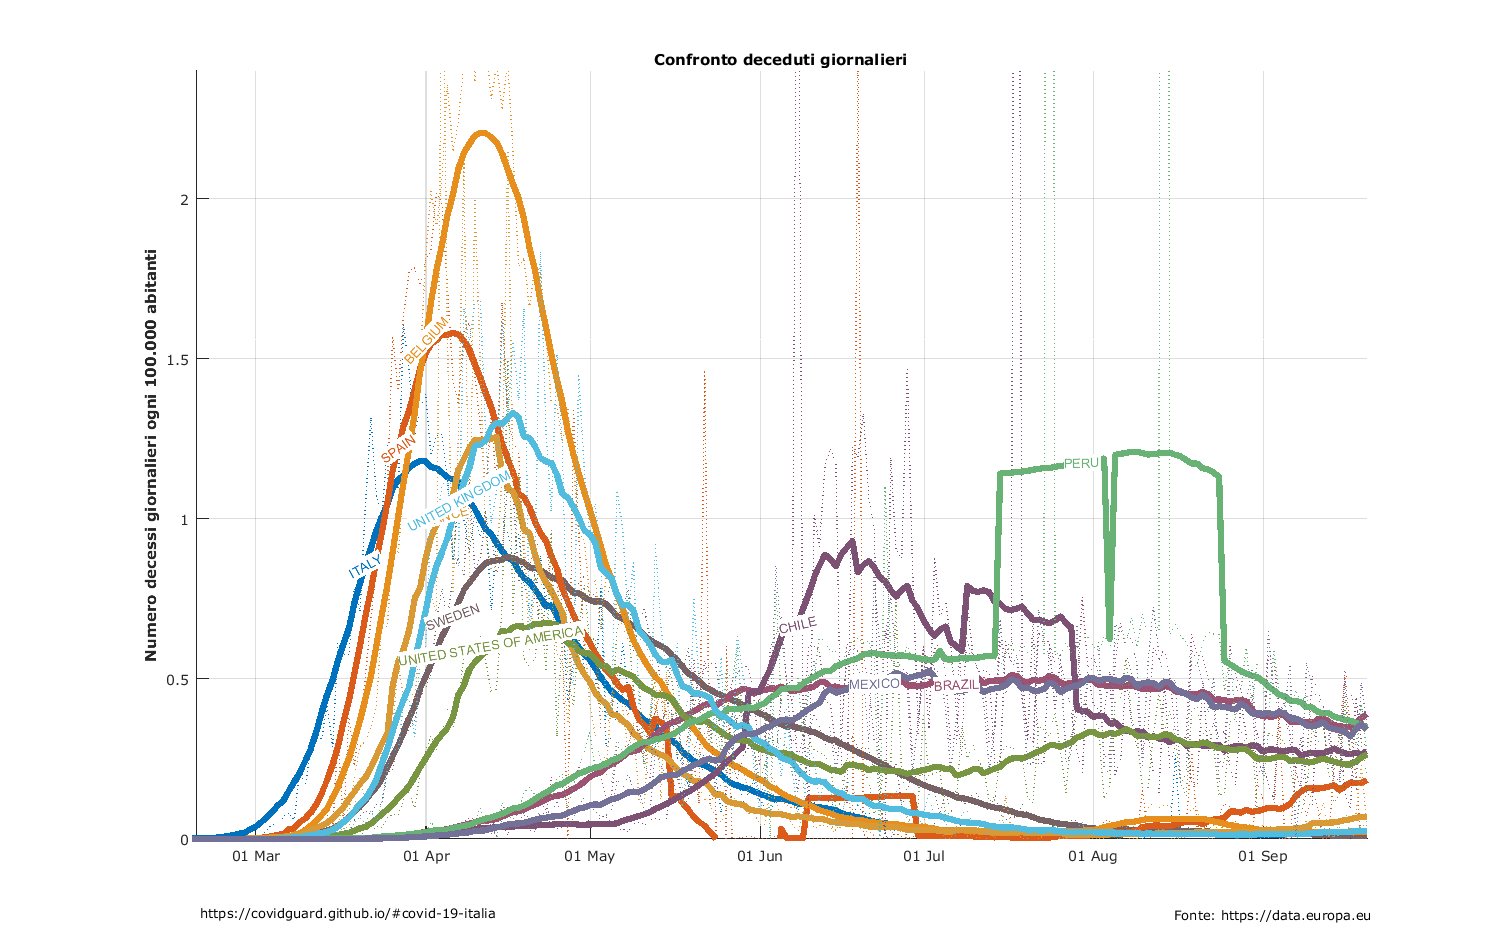 Confronto deceduti giornalieri
Numero decessi giornalieri ogni 100.000 abitanti
2
1.5
1
0.5
0
BELGIUM
SPAIN
UNITED KINGDOM
ITALY
SWEDEN
UNITED STATES OF AMERICA
CHILE
MEXICO
BRAZIL
PERU
01 Mar
01 Apr
01 May
01 Jun
01 Jul
01 Aug
01 Sep
https://covidguard.github.io/#covid-19-italia
Fonte: https://data.europa.eu